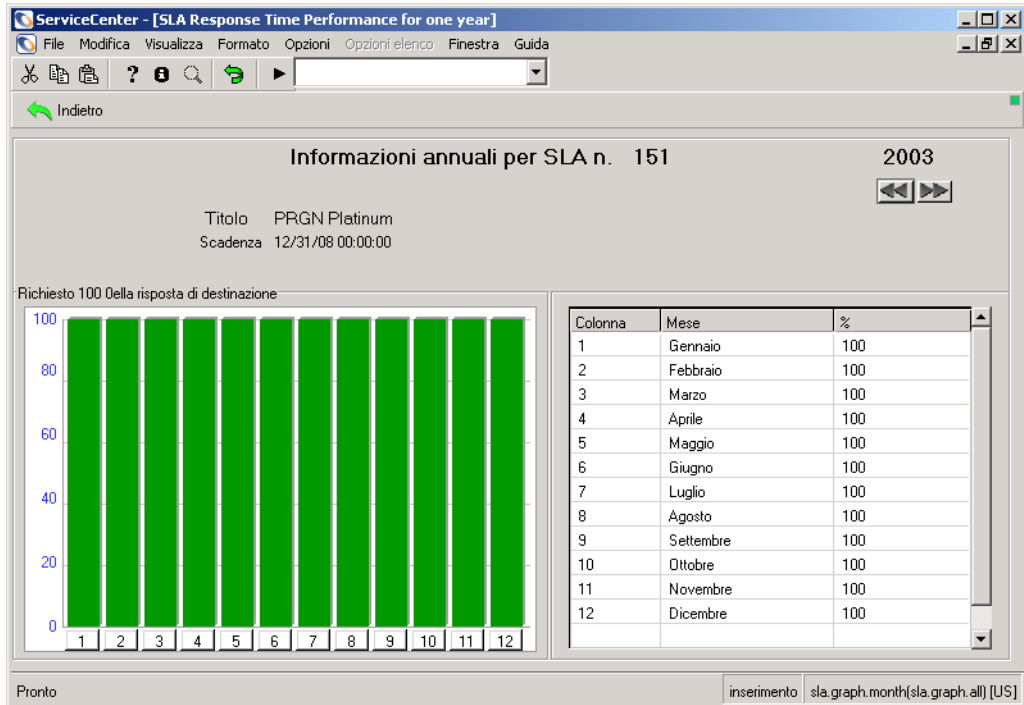 ServiceCenter - [SLA Response Time Performance for one year]
File Modifica Visualizza Formato Opzioni Opzioni elenco Finestra Guida
Indietro
Informazioni annuali per SLA n. 151 2003
Titolo PRGN Platinum
Scadenza 12/31/08 00:00:00
Richiesto 100 0ella risposta di destinazione
100
80
60
40
20
0
1 2 3 4 5 6 7 8 9 10 11 12
Colonna Mese %
1 Gennaio 100
2 Febbraio 100
3 Marzo 100
4 Aprile 100
5 Maggio 100
6 Giugno 100
7 Luglio 100
8 Agosto 100
9 Settembre 100
10 Ottobre 100
11 Novembre 100
12 Dicembre 100
Pronto inserimento sla.graph.month(sla.graph.all) [US]